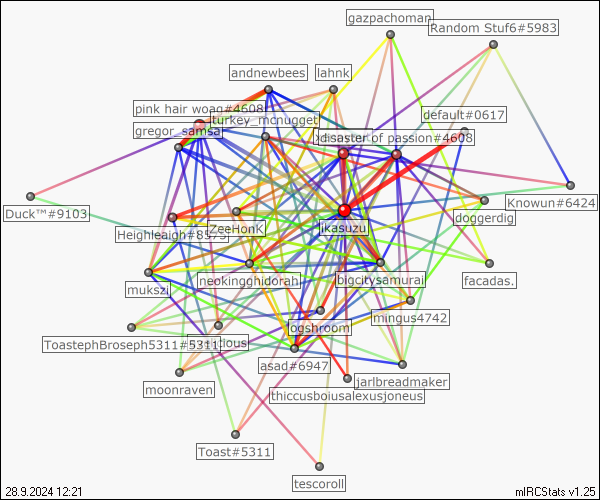 gazpachoman
Random Stuf6#5983
andnewbees
lahnk
pink hair woag#4608
default#0617
turkey_mcnugget
gregor_samsa
disaster of passion#4608
Duck™#9103
Knowun#6424
doggerdig
Heighleaigh#8573
ZeeHonK
jikasuzu
mukszi
neokingghidorah
bigcitysamurai
facadas.
ogshroom
mingus4742
ToastephBroseph5311#5311
asad#6947
moonraven
jarlbreadmaker
thiccusboiusalexusjoneus
Toast#5311
tescoroll
28.9.2024 12:21
mIRCStats v1.25